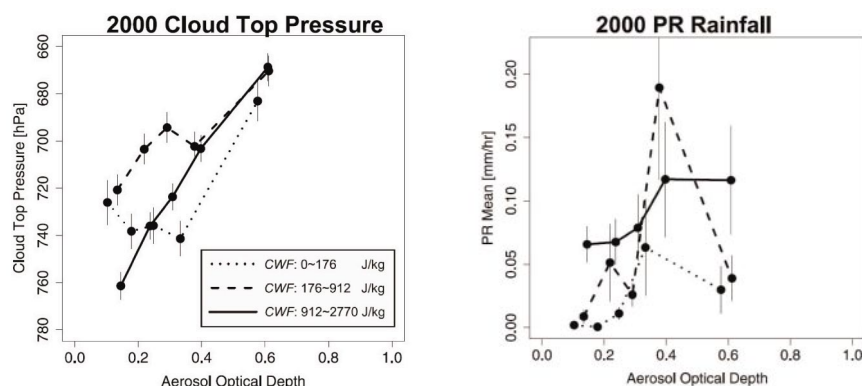 2000 Cloud Top Pressure
Cloud Top Pressure [hPa]
660
680
700
720
740
760
780
CWF: 0~176 J/kg
CWF: 176~912 J/kg
CWF: 912~2770 J/kg
0.0 0.2 0.4 0.6 0.8 1.0
Aerosol Optical Depth
2000 PR Rainfall
PR Mean [mm/hr]
0.20
0.15
0.10
0.05
0.00
0.0 0.2 0.4 0.6 0.8 1.0
Aerosol Optical Depth